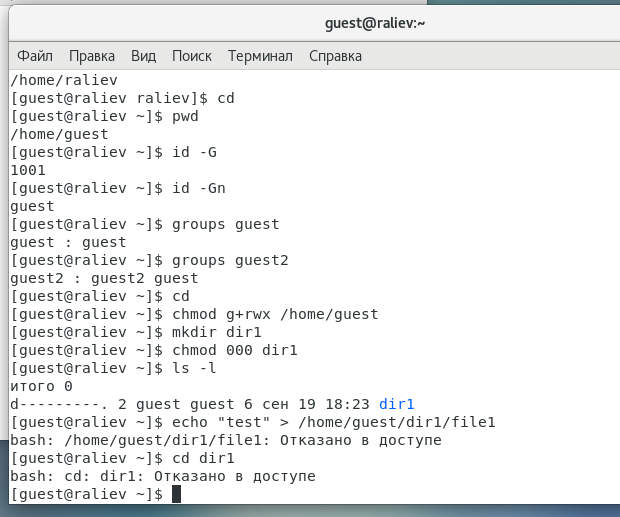 guest@raliev:~
Файл Правка Вид Поиск Терминал Справка
/home/raliev
[guest@raliev raliev]$ cd
[guest@raliev ~]$ pwd
/home/guest
[guest@raliev ~]$ id -G
1001
[guest@raliev ~]$ id -Gn
guest
[guest@raliev ~]$ groups guest
guest : guest
[guest@raliev ~]$ groups guest2
guest2 : guest2 guest
[guest@raliev ~]$ cd
[guest@raliev ~]$ chmod g+rwx /home/guest
[guest@raliev ~]$ mkdir dir1
[guest@raliev ~]$ chmod 000 dir1
[guest@raliev ~]$ ls -l
итого 0
d---------. 2 guest guest 6 сен 19 18:23 dir1
[guest@raliev ~]$ echo "test" > /home/guest/dir1/file1
bash: /home/guest/dir1/file1: Отказано в доступе
[guest@raliev ~]$ cd dir1
bash: cd: dir1: Отказано в доступе
[guest@raliev ~]$